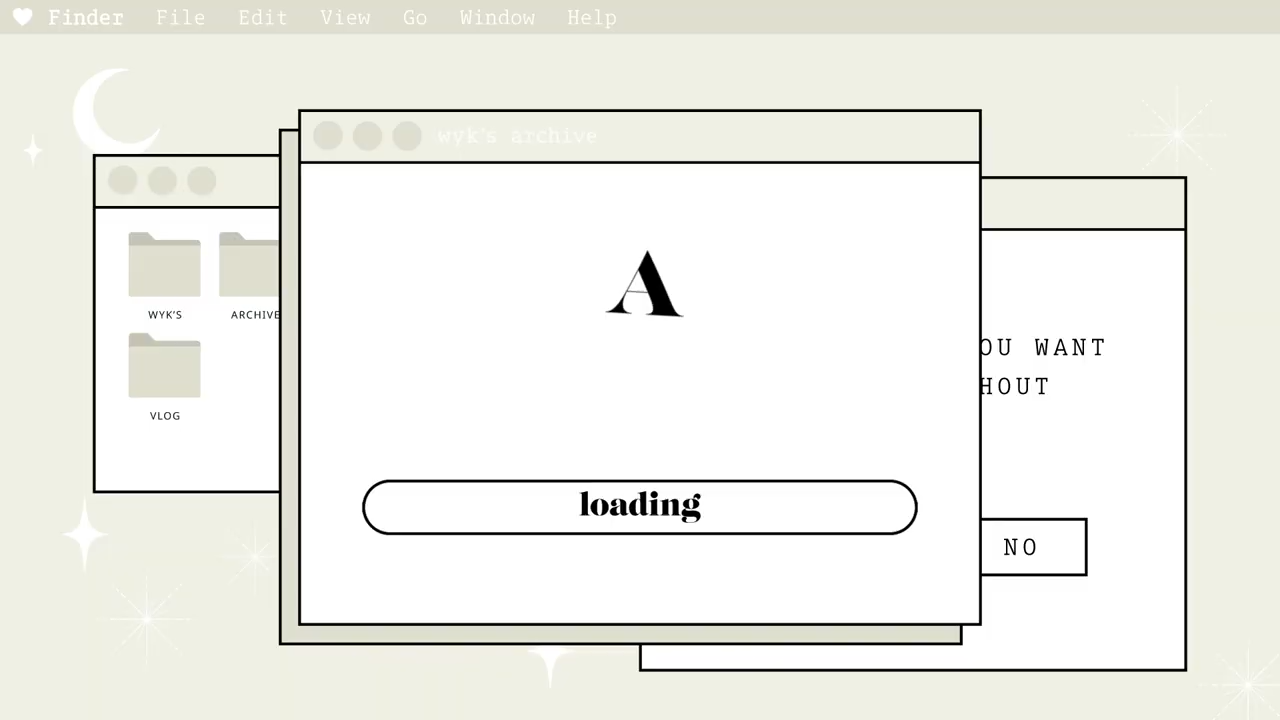 Finder File Edit View Go Window Help
wyk's archive
WYK'S ARCHIVE
VLOG
A
loading
OU WANT
HOUT
NO